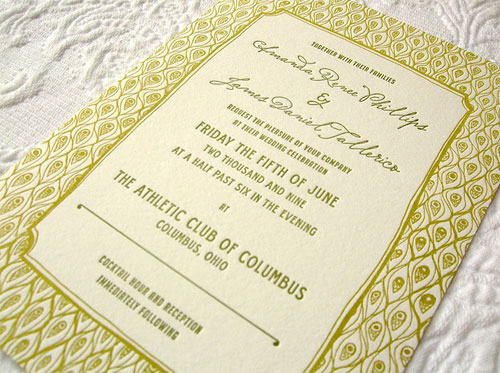 TOGETHER WITH THEIR FAMILIES
Amanda Renee Phillips
&
James Daniel Tallerico
REQUEST THE PLEASURE OF YOUR COMPANY
AT THEIR WEDDING CELEBRATION
FRIDAY THE FIFTH OF JUNE
TWO THOUSAND AND NINE
AT A HALF PAST SIX IN THE EVENING
AT
THE ATHLETIC CLUB OF COLUMBUS
COLUMBUS, OHIO
COCKTAIL HOUR AND RECEPTION
IMMEDIATELY FOLLOWING